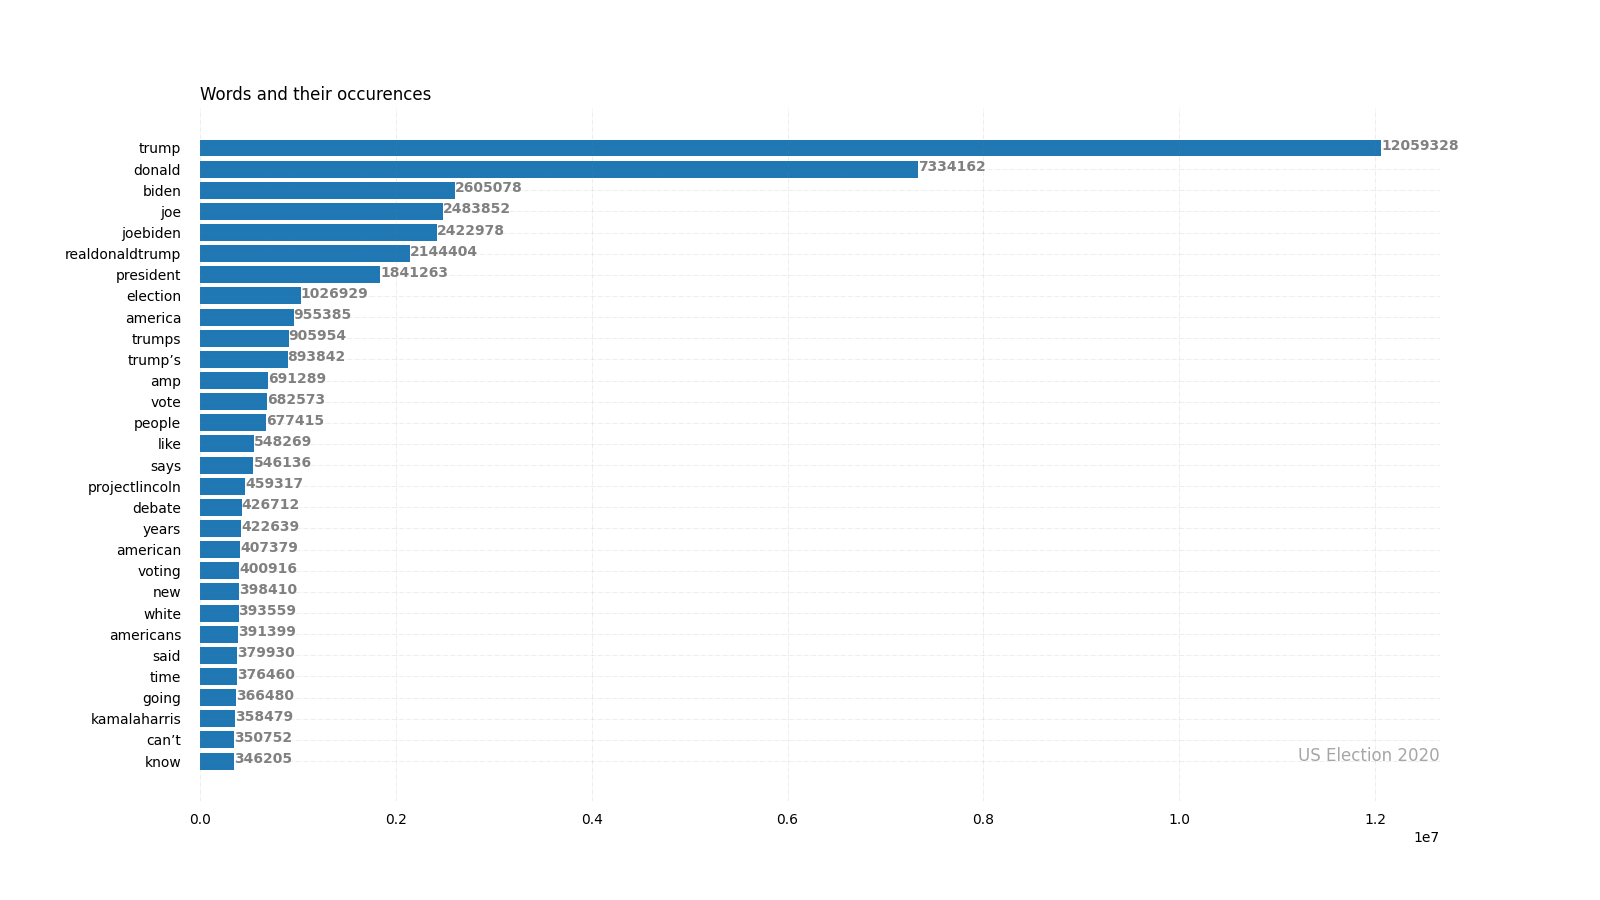 Words and their occurences
trump 12059328
donald 7334162
biden 2605078
joe 2483852
joebiden 2422978
realdonaldtrump 2144404
president 1841263
election 1026929
america 955385
trumps 905954
trump’s 893842
amp 691289
vote 682573
people 677415
like 548269
says 546136
projectlincoln 459317
debate 426712
years 422639
american 407379
voting 400916
new 398410
white 393559
americans 391399
said 379930
time 376460
going 366480
kamalaharris 358479
can’t 350752
know 346205
US Election 2020
0.0 0.2 0.4 0.6 0.8 1.0 1.2
1e7